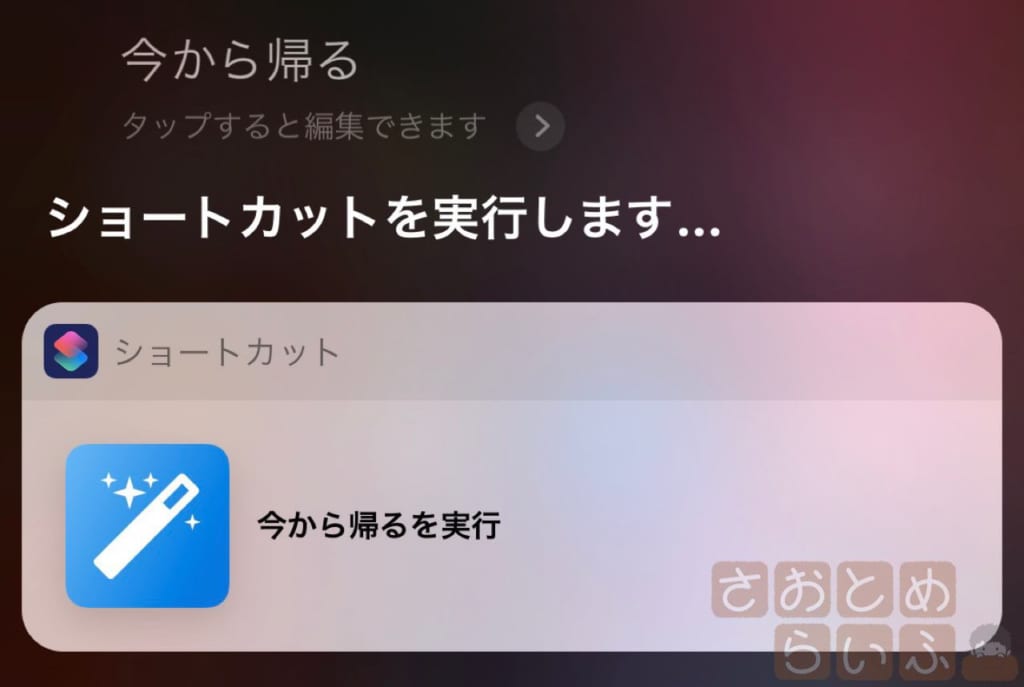 今から帰る
タップすると編集できます
ショートカットを実行します...
ショートカット
今から帰るを実行
さおとめ
らいふ